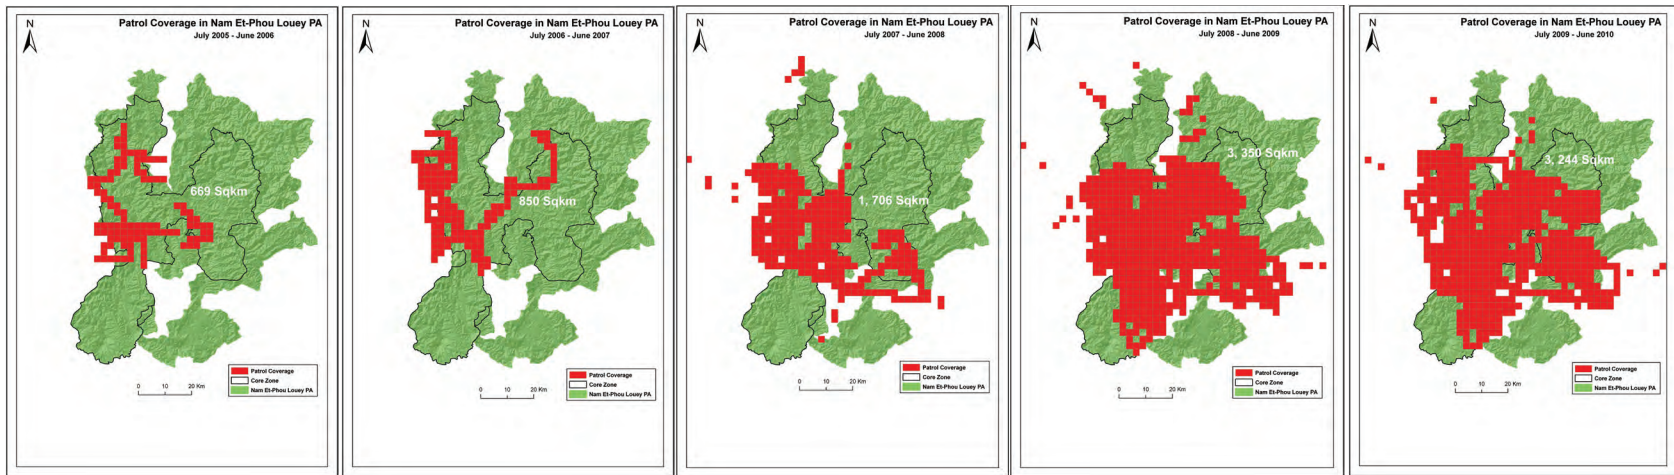 Patrol Coverage in Nam Et-Phou Louey PA
July 2005 - June 2006
N
669 Sqkm
Patrol Coverage
Core Zone
Nam Et-Phou Louey PA
0 10 20 Km
Patrol Coverage in Nam Et-Phou Louey PA
July 2006 - June 2007
N
850 Sqkm
Patrol Coverage
Core Zone
Nam Et-Phou Louey PA
0 10 20 Km
Patrol Coverage in Nam Et-Phou Louey PA
July 2007 - June 2008
N
1, 706 Sqkm
Patrol Coverage
Core Zone
Nam Et-Phou Louey PA
0 10 20 Km
Patrol Coverage in Nam Et-Phou Louey PA
July 2008 - June 2009
N
3, 350 Sqkm
Patrol Coverage
Core Zone
Nam Et-Phou Louey PA
0 10 20 Km
Patrol Coverage in Nam Et-Phou Louey PA
July 2009 - June 2010
N
3, 244 Sqkm
Patrol Coverage
Core Zone
Nam Et-Phou Louey PA
0 10 20 Km